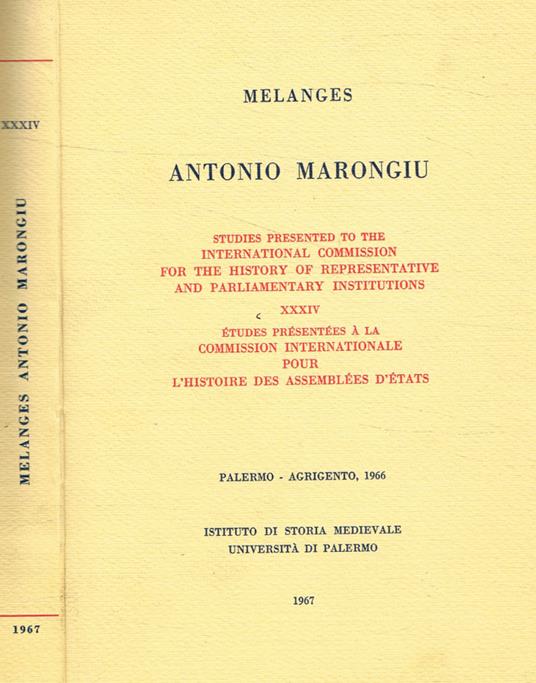 XXXIV
MELANGES ANTONIO MARONGIU
1967
MELANGES
ANTONIO MARONGIU
STUDIES PRESENTED TO THE
INTERNATIONAL COMMISSION
FOR THE HISTORY OF REPRESENTATIVE
AND PARLIAMENTARY INSTITUTIONS
XXXIV
ÉTUDES PRÉSENTÉES À LA
COMMISSION INTERNATIONALE
POUR
L'HISTOIRE DES ASSEMBLÉES D'ÉTATS
PALERMO - AGRIGENTO, 1966
ISTITUTO DI STORIA MEDIEVALE
UNIVERSITÀ DI PALERMO
1967